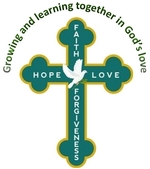 Growing and learning together in God's love
FAITH
HOPE LOVE
FORGIVENESS